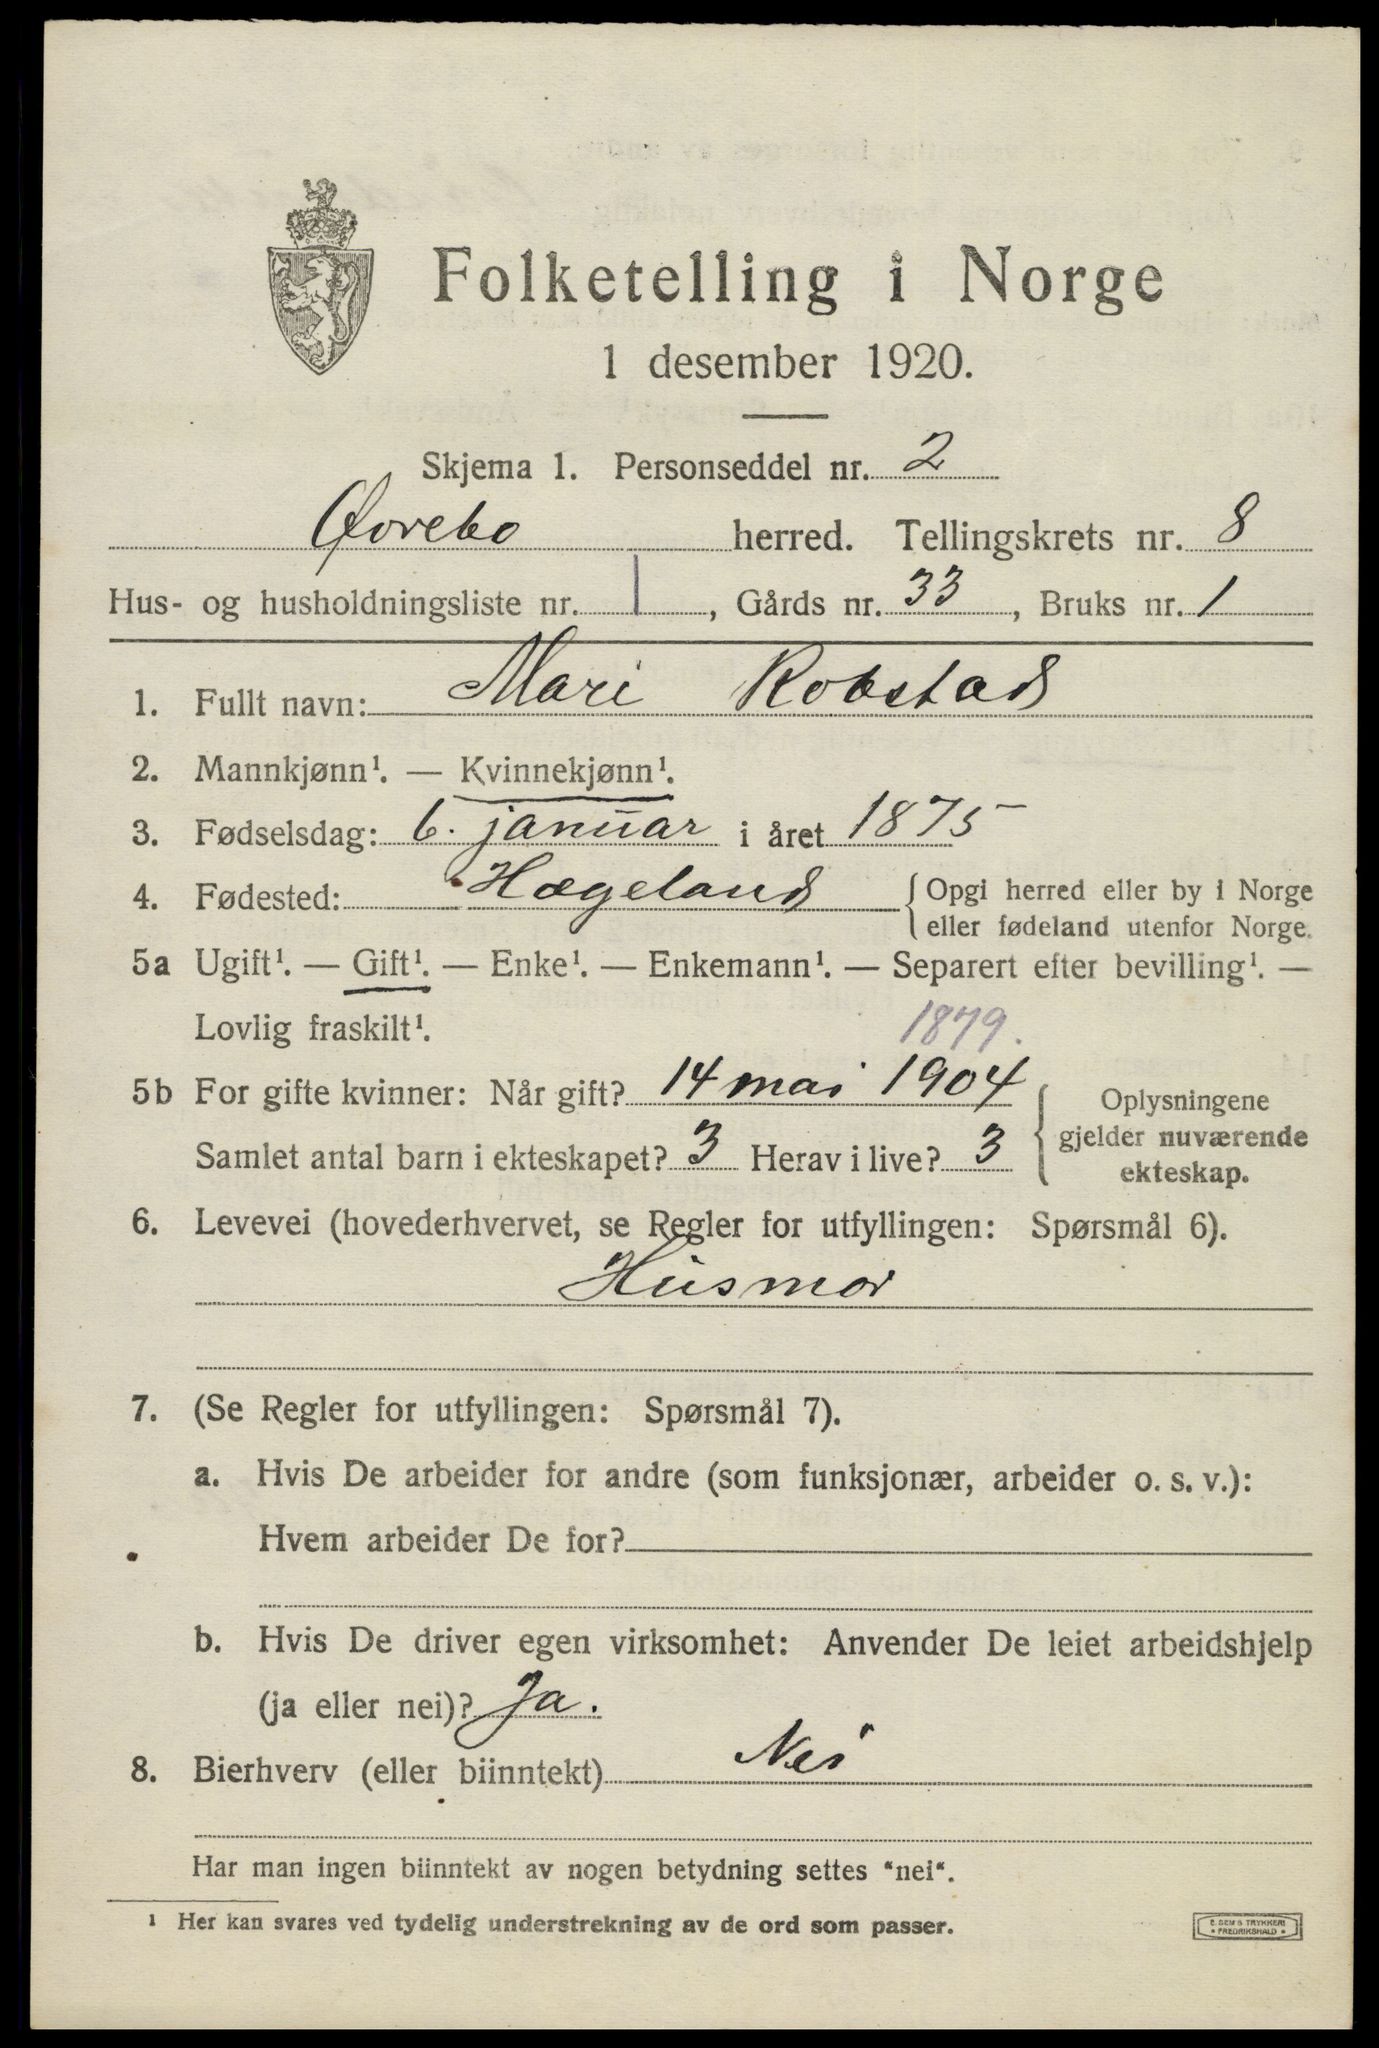 Folketelling i Norge
1 desember 1920.
Skjema 1. Personseddel nr. 2
Øvrebo herred. Tellingskrets nr. 8
Hus- og husholdningsliste nr. 1, Gårds nr. 33, Bruks nr. 1
1. Fullt navn: Mari Robstad
2. Mannkjønn¹. — Kvinnekjønn¹.
3. Fødselsdag: 6. januar i året 1875
4. Fødested: Hægeland { Opgi herred eller by i Norge
eller fødeland utenfor Norge.
5a Ugift¹. — Gift¹. — Enke¹. — Enkemann¹. — Separert efter bevilling¹. —
Lovlig fraskilt¹.
1879.
5b For gifte kvinner: Når gift? 14 mai 1904
Samlet antal barn i ekteskapet? 3 Herav i live? 3
{ Oplysningene
gjelder nuværende
ekteskap.
6. Levevei (hovederhvervet, se Regler for utfyllingen: Spørsmål 6).
Husmor
7. (Se Regler for utfyllingen: Spørsmål 7).
a. Hvis De arbeider for andre (som funksjonær, arbeider o. s. v.):
Hvem arbeider De for?
b. Hvis De driver egen virksomhet: Anvender De leiet arbeidshjelp
(ja eller nei)? Ja.
8. Bierhverv (eller biinntekt) Nei
Har man ingen biinntekt av nogen betydning settes "nei".
¹ Her kan svares ved tydelig understrekning av de ord som passer.
E. SEM'S TRYKKERI
• FREDRIKSHALD •